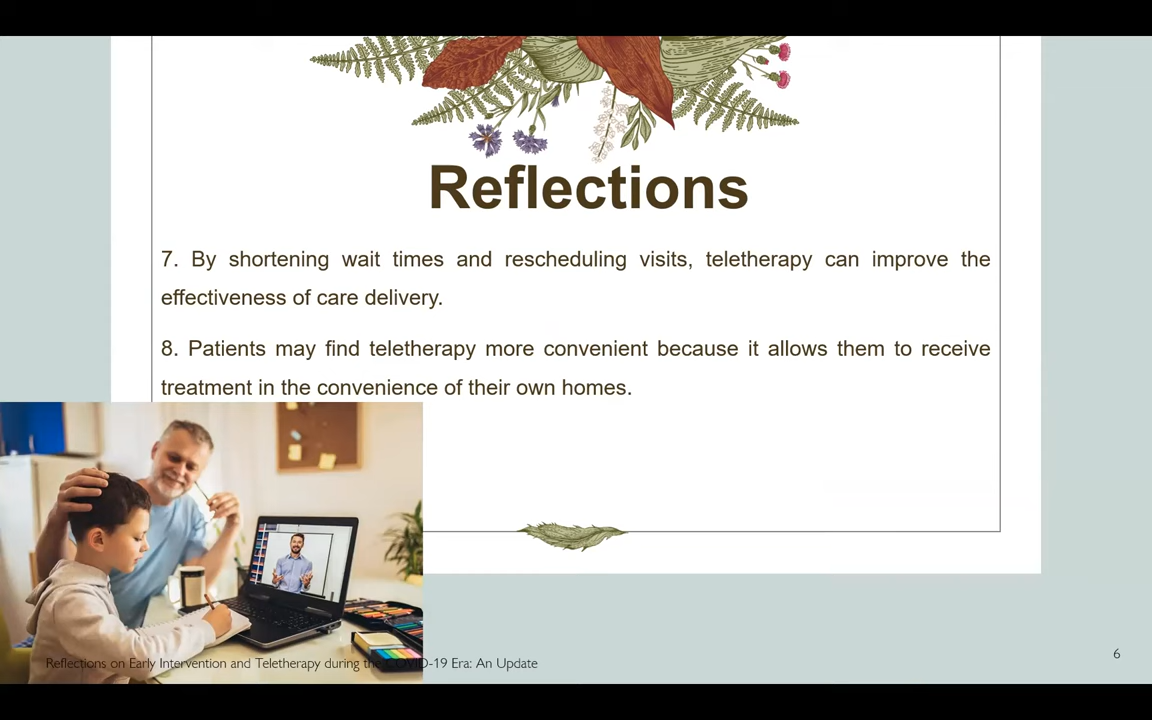 Reflections
7. By shortening wait times and rescheduling visits, teletherapy can improve the
effectiveness of care delivery.
8. Patients may find teletherapy more convenient because it allows them to receive
treatment in the convenience of their own homes.
Reflections on Early Intervention and Teletherapy during the COVID-19 Era: An Update
6